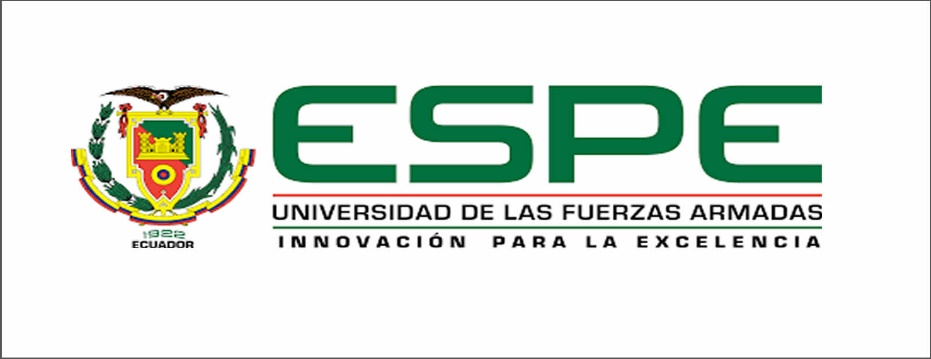 ESPE
UNIVERSIDAD DE LAS FUERZAS ARMADAS
INNOVACIÓN PARA LA EXCELENCIA
1922
ECUADOR